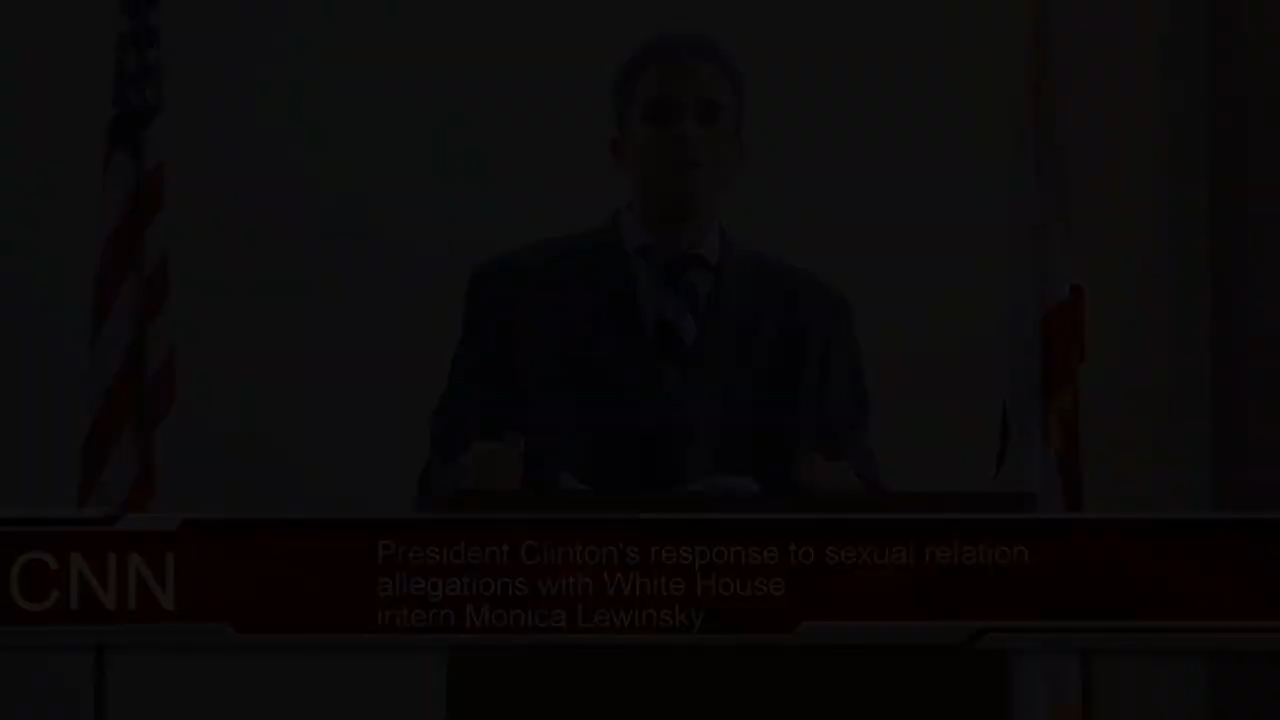 CNN
President Clinton's response to sexual relation
allegations with White House
intern Monica Lewinsky